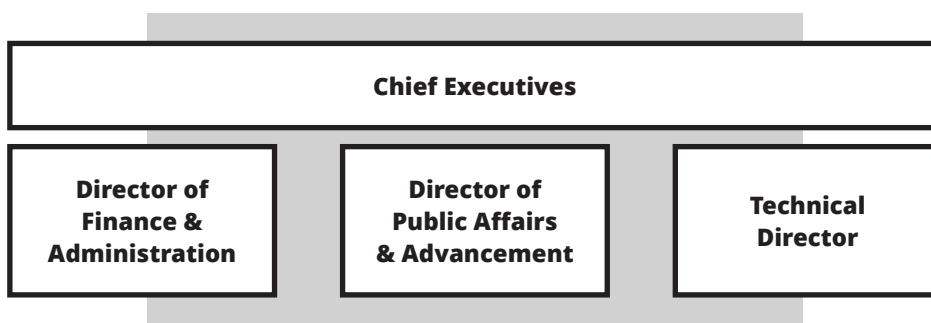 Chief Executives
Director of
Finance &
Administration
Director of
Public Affairs
& Advancement
Technical
Director